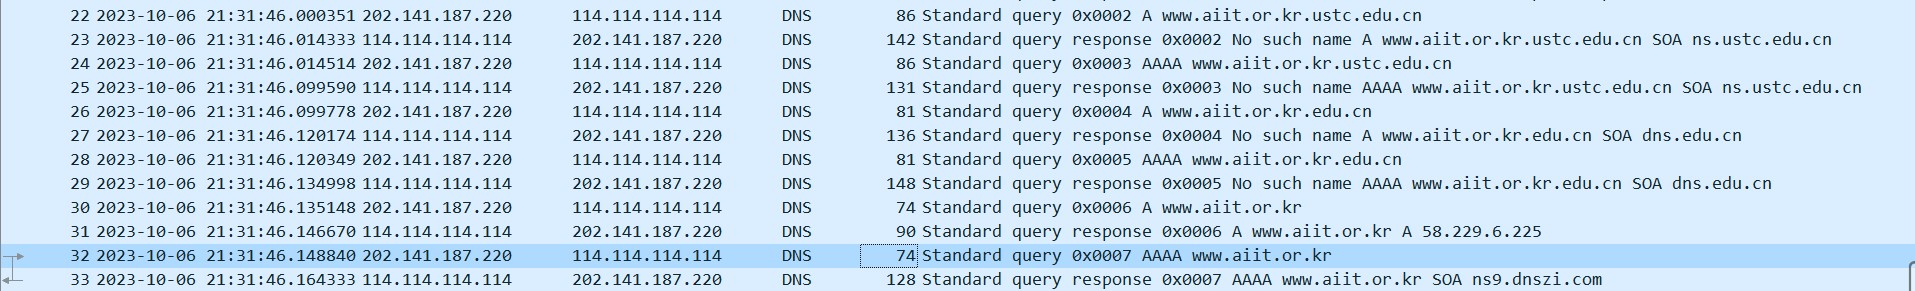 22 2023-10-06 21:31:46.000351 202.141.187.220 114.114.114.114 DNS 86 Standard query 0x0002 A www.aiit.or.kr.ustc.edu.cn
23 2023-10-06 21:31:46.014333 114.114.114.114 202.141.187.220 DNS 142 Standard query response 0x0002 No such name A www.aiit.or.kr.ustc.edu.cn SOA ns.ustc.edu.cn
24 2023-10-06 21:31:46.014514 202.141.187.220 114.114.114.114 DNS 86 Standard query 0x0003 AAAA www.aiit.or.kr.ustc.edu.cn
25 2023-10-06 21:31:46.099590 114.114.114.114 202.141.187.220 DNS 131 Standard query response 0x0003 No such name AAAA www.aiit.or.kr.ustc.edu.cn SOA ns.ustc.edu.cn
26 2023-10-06 21:31:46.099778 202.141.187.220 114.114.114.114 DNS 81 Standard query 0x0004 A www.aiit.or.kr.edu.cn
27 2023-10-06 21:31:46.120174 114.114.114.114 202.141.187.220 DNS 136 Standard query response 0x0004 No such name A www.aiit.or.kr.edu.cn SOA dns.edu.cn
28 2023-10-06 21:31:46.120349 202.141.187.220 114.114.114.114 DNS 81 Standard query 0x0005 AAAA www.aiit.or.kr.edu.cn
29 2023-10-06 21:31:46.134998 114.114.114.114 202.141.187.220 DNS 148 Standard query response 0x0005 No such name AAAA www.aiit.or.kr.edu.cn SOA dns.edu.cn
30 2023-10-06 21:31:46.135148 202.141.187.220 114.114.114.114 DNS 74 Standard query 0x0006 A www.aiit.or.kr
31 2023-10-06 21:31:46.146670 114.114.114.114 202.141.187.220 DNS 90 Standard query response 0x0006 A www.aiit.or.kr A 58.229.6.225
32 2023-10-06 21:31:46.148840 202.141.187.220 114.114.114.114 DNS 74 Standard query 0x0007 AAAA www.aiit.or.kr
33 2023-10-06 21:31:46.164333 114.114.114.114 202.141.187.220 DNS 128 Standard query response 0x0007 AAAA www.aiit.or.kr SOA ns9.dnszi.com